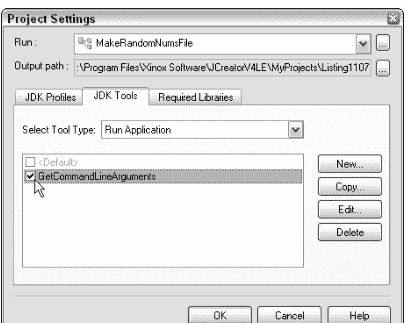 Project Settings
Run :
MakeRandomNumsFile
...
Output path :
:\Program Files\Xinox Software\JCreatorV4LE\MyProjects\Listing1107
...
JDK Profiles
JDK Tools
Required Libraries
Select Tool Type:
Run Application
<Default>
GetCommandLineArguments
New...
Copy...
Edit...
Delete
OK
Cancel
Help